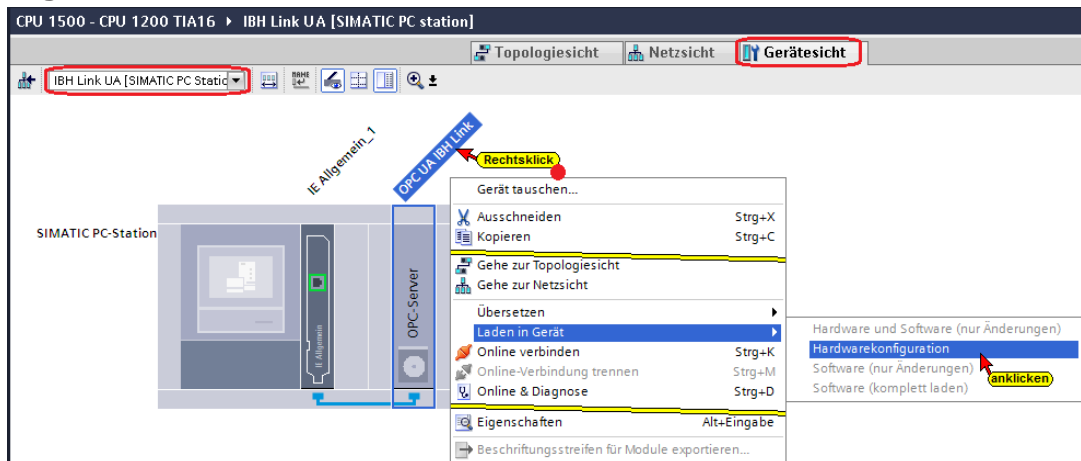 CPU 1500 - CPU 1200 TIA16 ▸ IBH Link UA [SIMATIC PC station]
Topologiesicht Netzsicht Gerätesicht
IBH Link UA [SIMATIC PC Static
IE Allgemein_1
OPC UA IBH Link
Rechtsklick
Gerät tauschen...
SIMATIC PC-Station
Ausschneiden Strg+X
Kopieren Strg+C
Gehe zur Topologiesicht
Gehe zur Netzsicht
OPC-Server
IE Allgemein
Übersetzen
Laden in Gerät
Hardware und Software (nur Änderungen)
Online verbinden Strg+K
Hardwarekonfiguration
Online-Verbindung trennen Strg+M
Software (nur Änderungen)
anklicken
Online & Diagnose Strg+D
Software (komplett laden)
Eigenschaften Alt+Eingabe
Beschriftungsstreifen für Module exportieren...